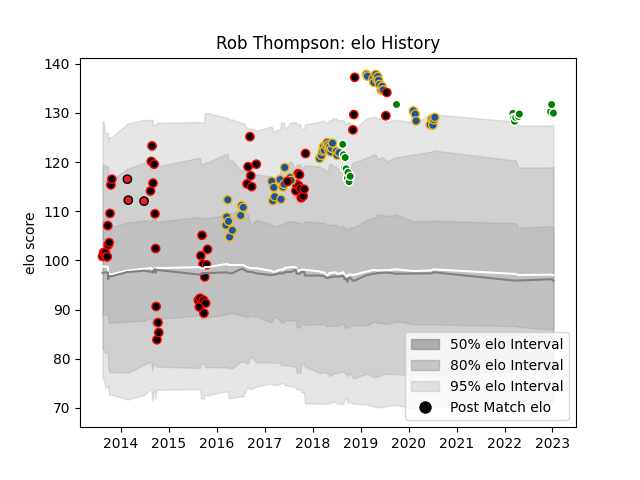 Rob Thompson: elo History
elo score
140
130
120
110
100
90
80
70
50% elo Interval
80% elo Interval
95% elo Interval
Post Match elo
2014 2015 2016 2017 2018 2019 2020 2021 2022 2023